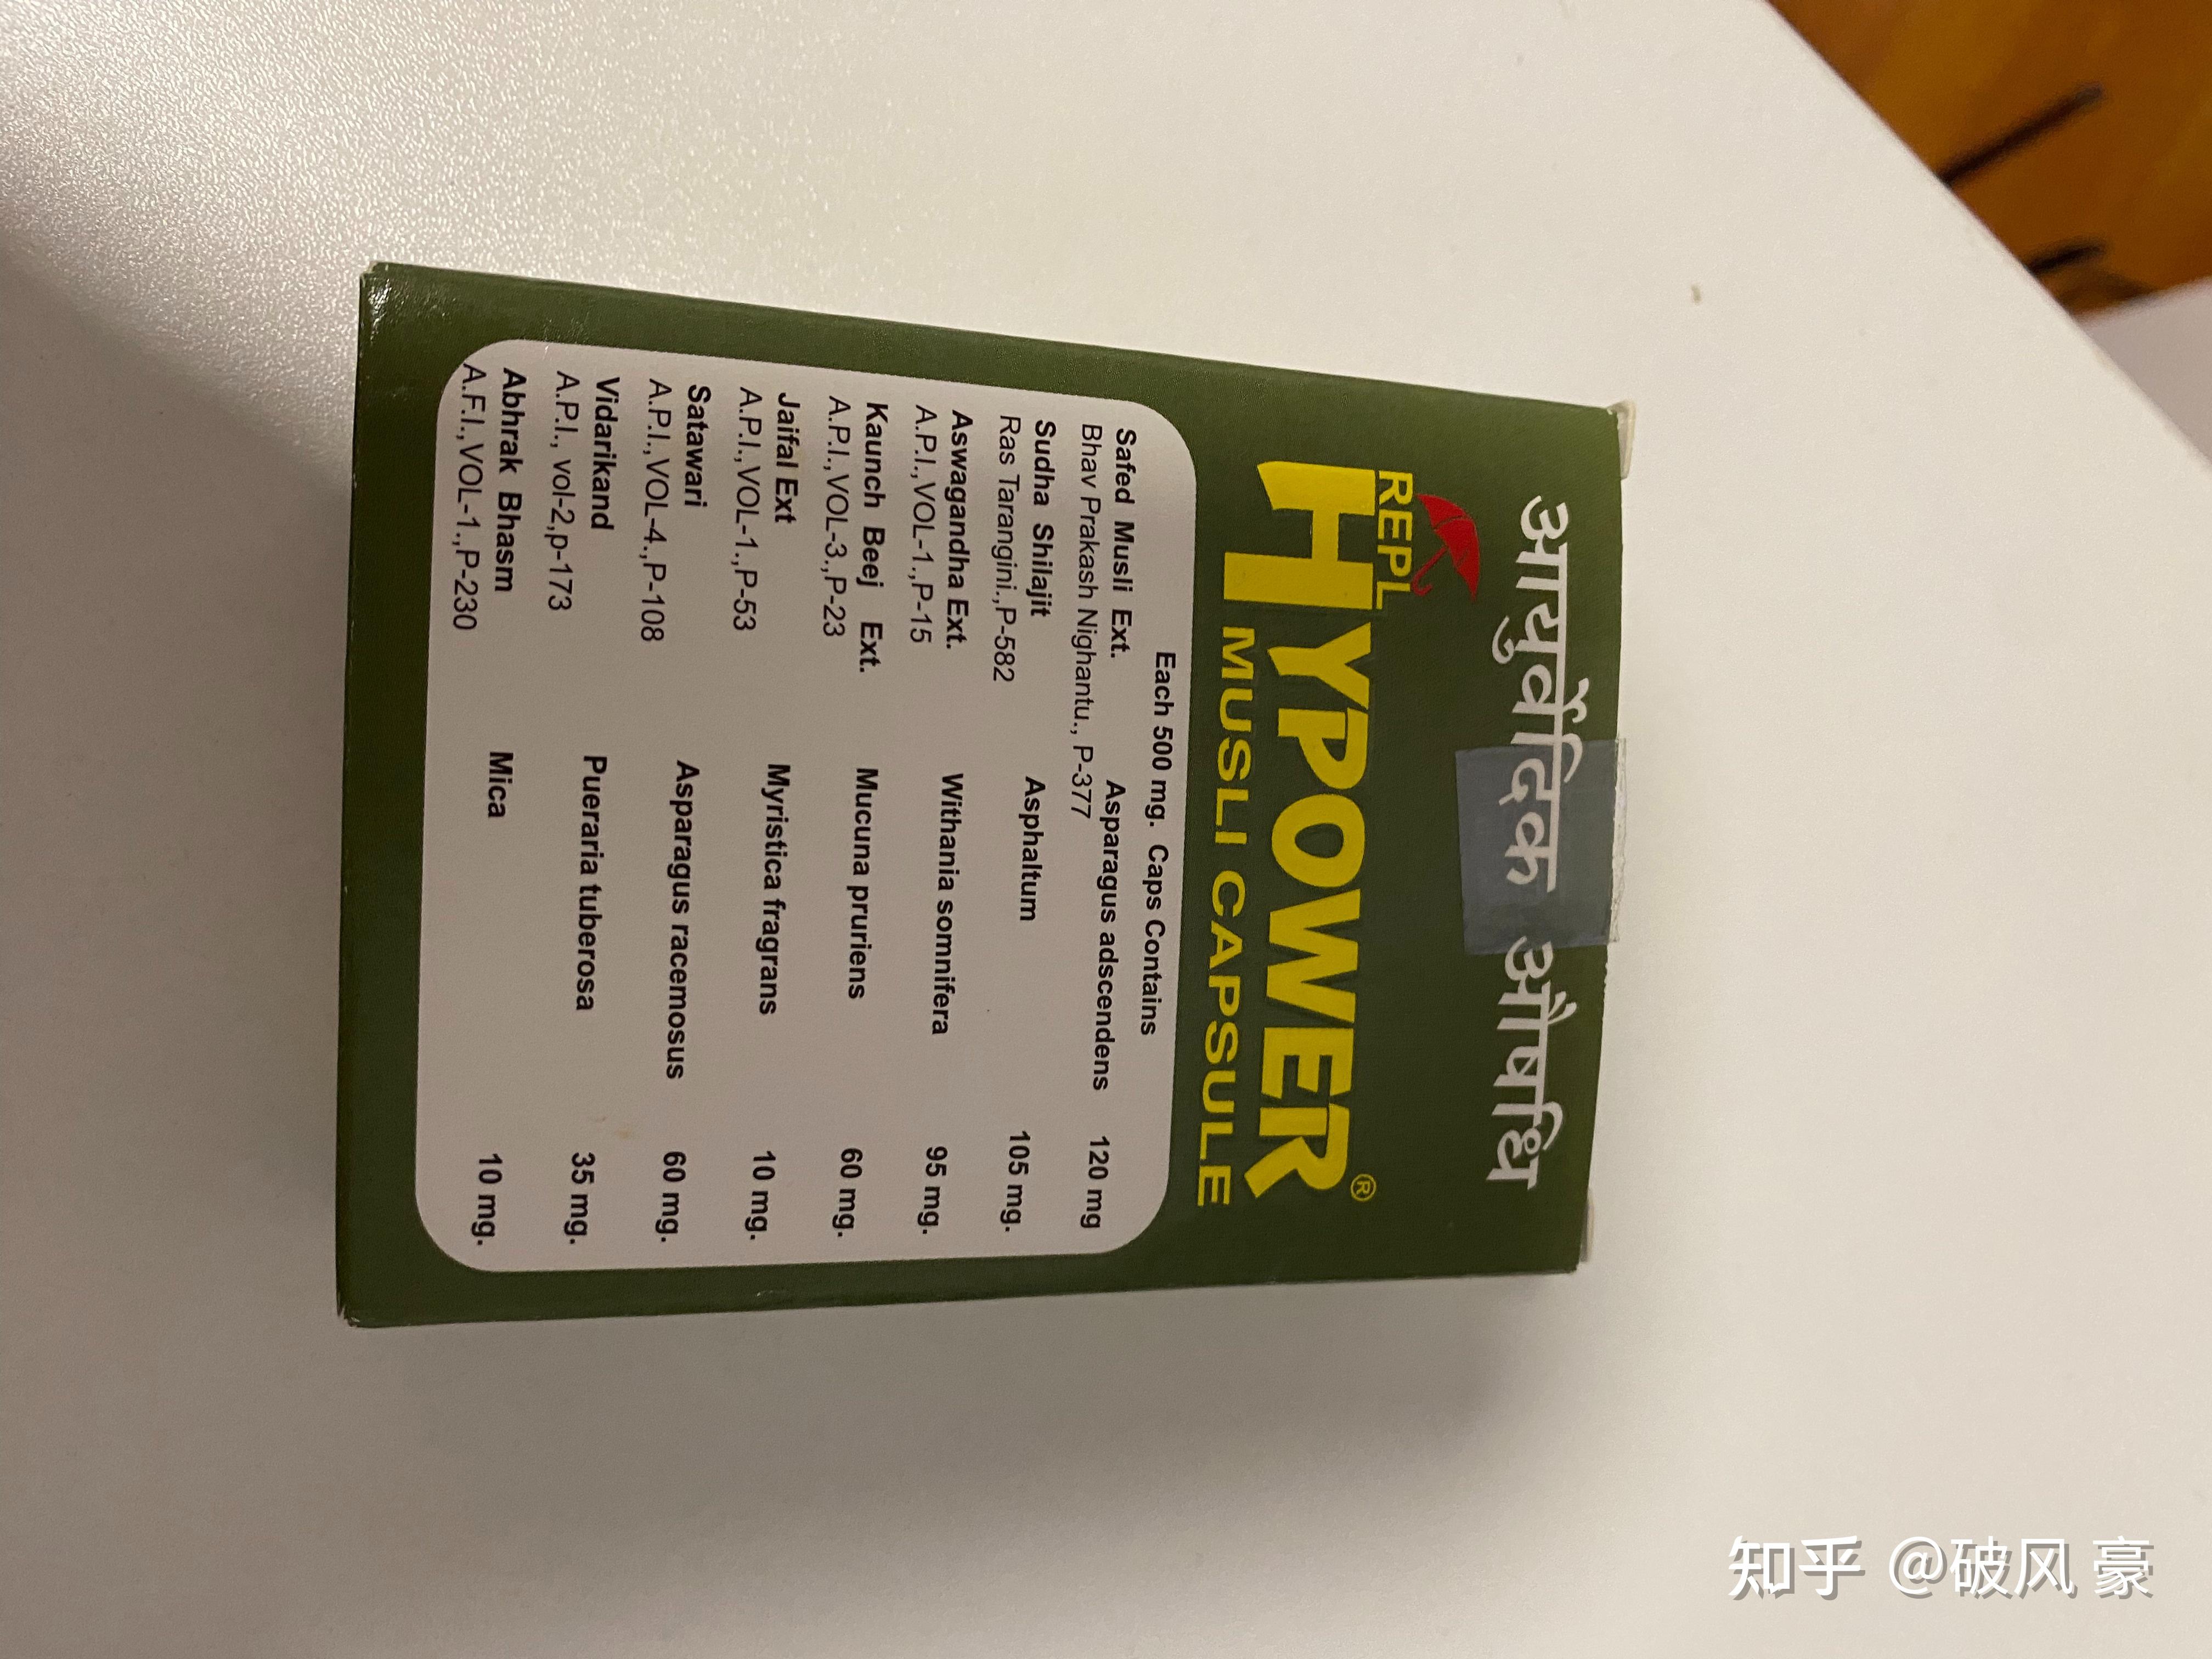 आयुर्वेदिक औषधि
REPL
HYPOWER®
MUSLI CAPSULE
Each 500 mg. Caps Contains
Safed Musli Ext. Asparagus adscendens 120 mg
Bhav Prakash Nighantu., P-377
Sudha Shilajit Asphaltum 105 mg.
Ras Tarangini.,P-582
Aswagandha Ext. Withania somnifera 95 mg.
A.P.I.,VOL-1.,P-15
Kaunch Beej Ext. Mucuna pruriens 60 mg.
A.P.I.,VOL-3.,P-23
Jaifal Ext Myristica fragrans 10 mg.
A.P.I.,VOL-1.,P-53
Satawari Asparagus racemosus 60 mg.
A.P.I.,VOL-4.,P-108
Vidarikand Pueraria tuberosa 35 mg.
A.P.I., vol-2,p-173
Abhrak Bhasm Mica 10 mg.
A.F.I.,VOL-1.,P-230
知乎 @破风 豪